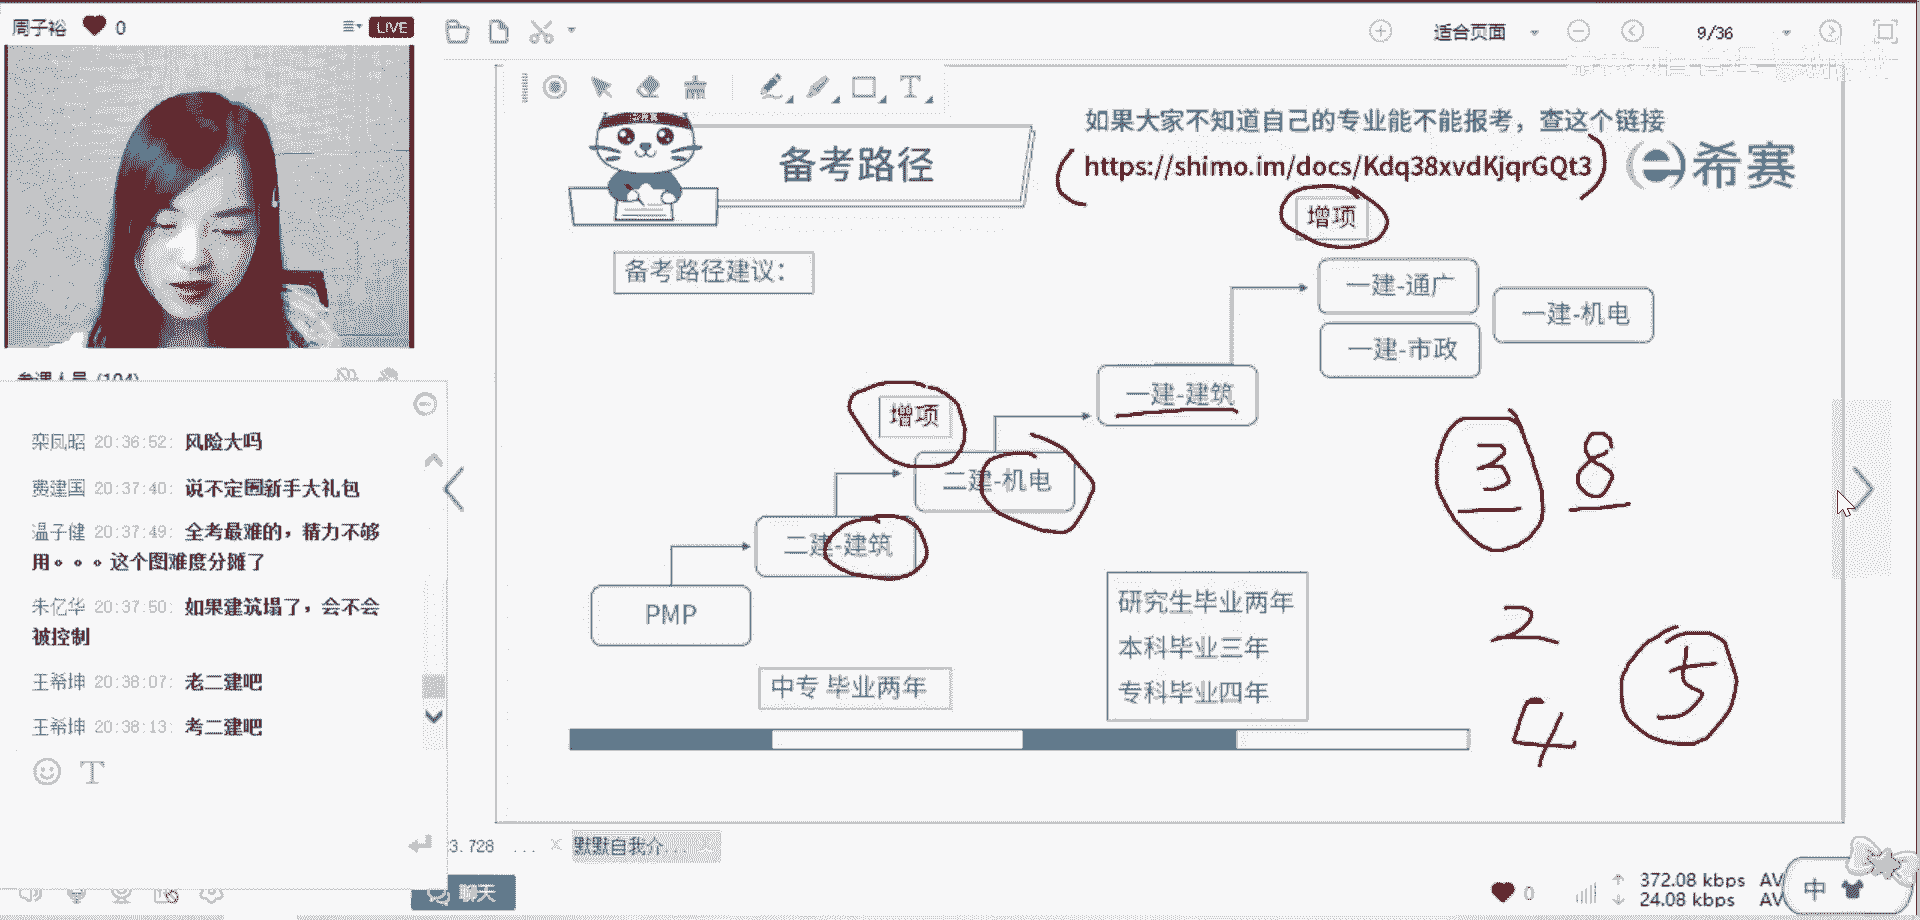 周子裕 0
LIVE
适合页面
9/36
如果大家不知道自己的专业能不能报考，查这个链接
https://shimo.im/docs/Kdq38xvdKjqrGQt3
希赛
备考路径
增项
备考路径建议：
一建-通广
一建-机电
一建-市政
一建-建筑
增项
二建-机电
二建-建筑
PMP
中专 毕业两年
研究生毕业两年
本科毕业三年
专科毕业四年
3 8
2
5
4
栾凤昭 20:36:52: 风险大吗
费建国 20:37:40: 说不定是新手大礼包
温子健 20:37:49: 全考最难的，精力不够
用。。。这个图难度分摊了
朱亿华 20:37:50: 如果建筑塌了，会不会
被控制
王希坤 20:38:07: 老二建吧
王希坤 20:38:13: 考二建吧
T
3.728 ...
默默自我介...
聊天
0
372.08 kbps
24.08 kbps
中